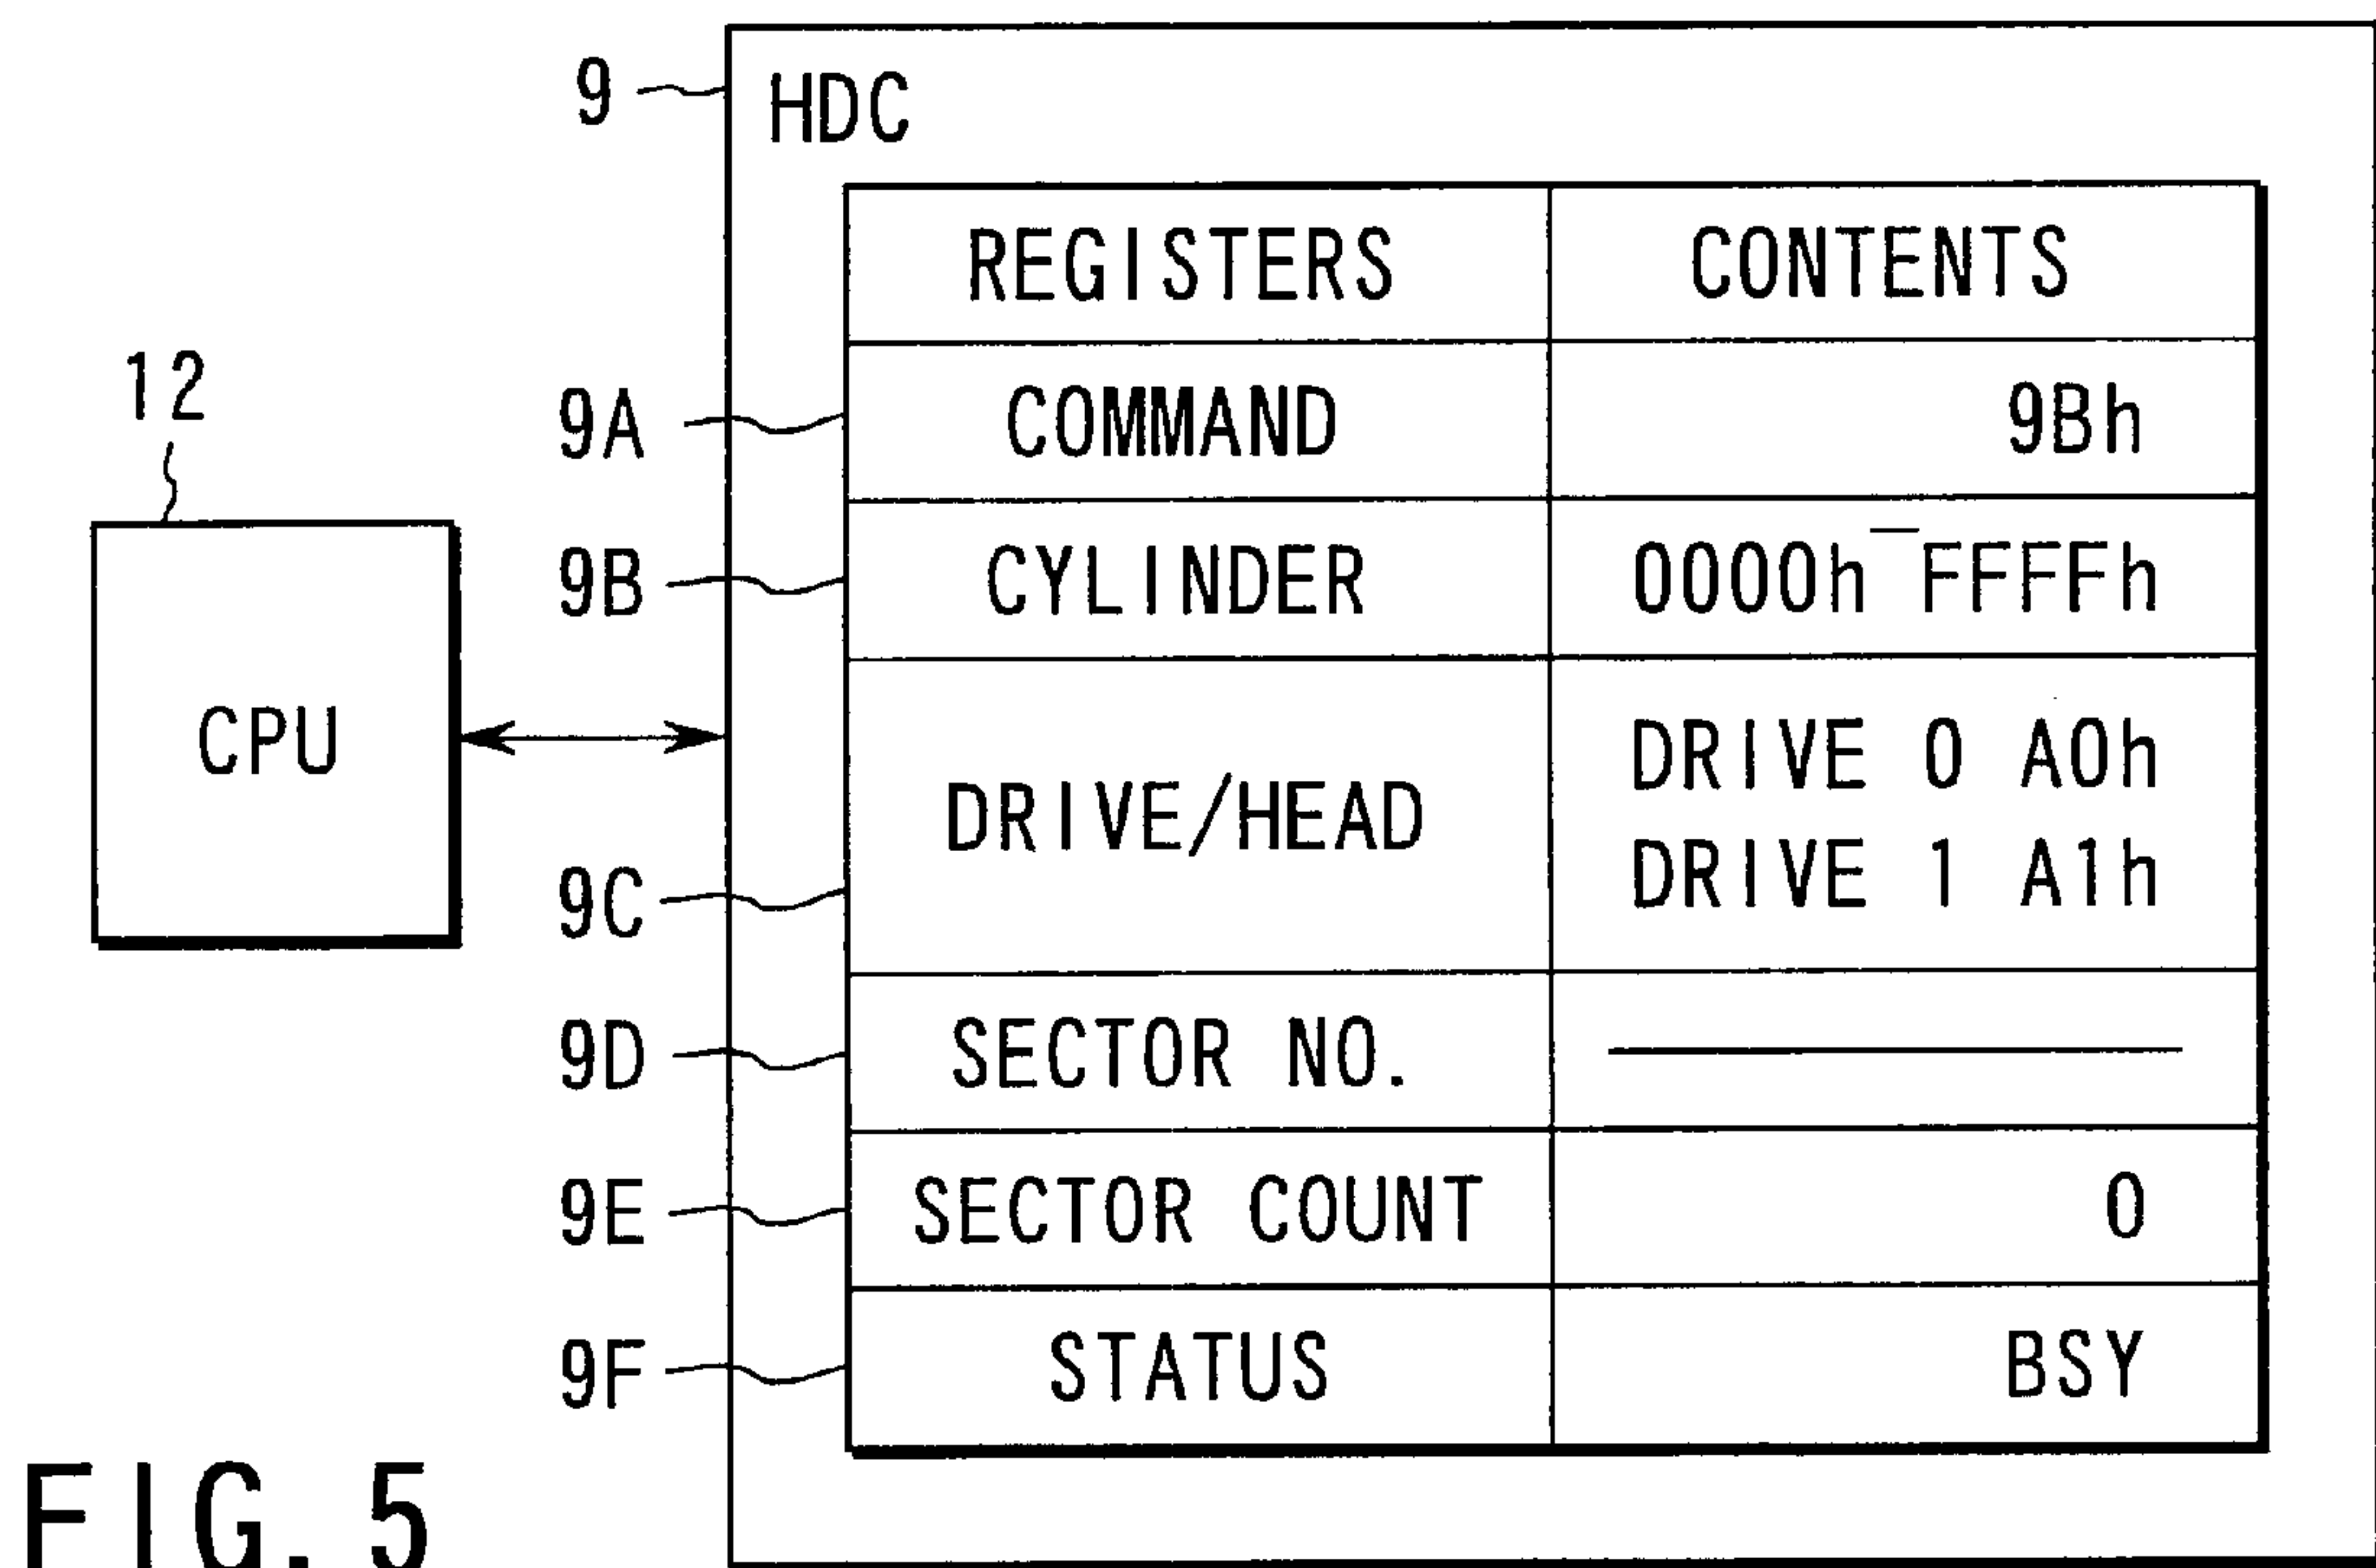 9 HDC
REGISTERS CONTENTS
12
9A COMMAND 9Bh
9B CYLINDER 0000h‾FFFFh
CPU
9C DRIVE/HEAD DRIVE 0 A0h
DRIVE 1 A1h
9D SECTOR NO. ————
9E SECTOR COUNT 0
9F STATUS BSY
FIG. 5